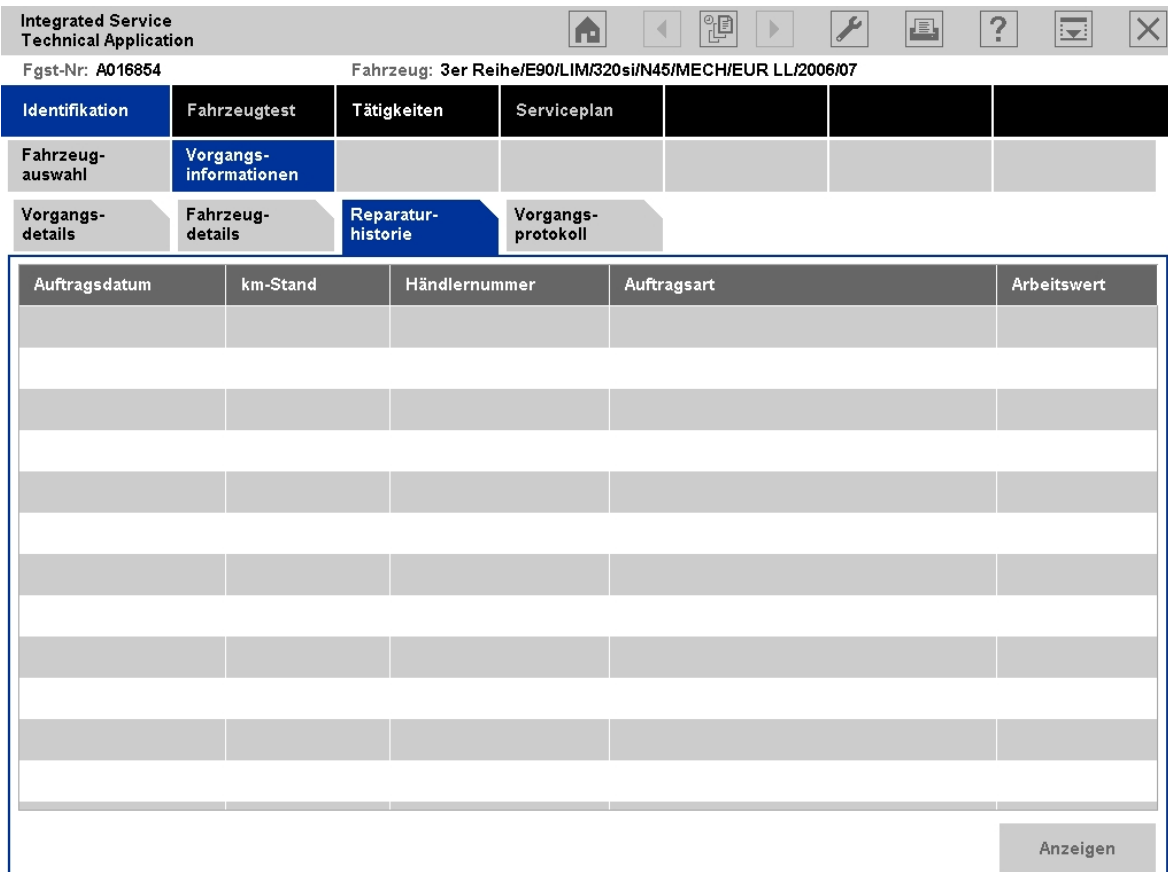 Integrated Service
Technical Application
?
Fgst-Nr: A016854 Fahrzeug: 3er Reihe/E90/LIM/320si/N45/MECH/EUR LL/2006/07
Identifikation Fahrzeugtest Tätigkeiten Serviceplan
Fahrzeug-
auswahl
Vorgangs-
informationen
Vorgangs-
details
Fahrzeug-
details
Reparatur-
historie
Vorgangs-
protokoll
Auftragsdatum km-Stand Händlernummer Auftragsart Arbeitswert
Anzeigen